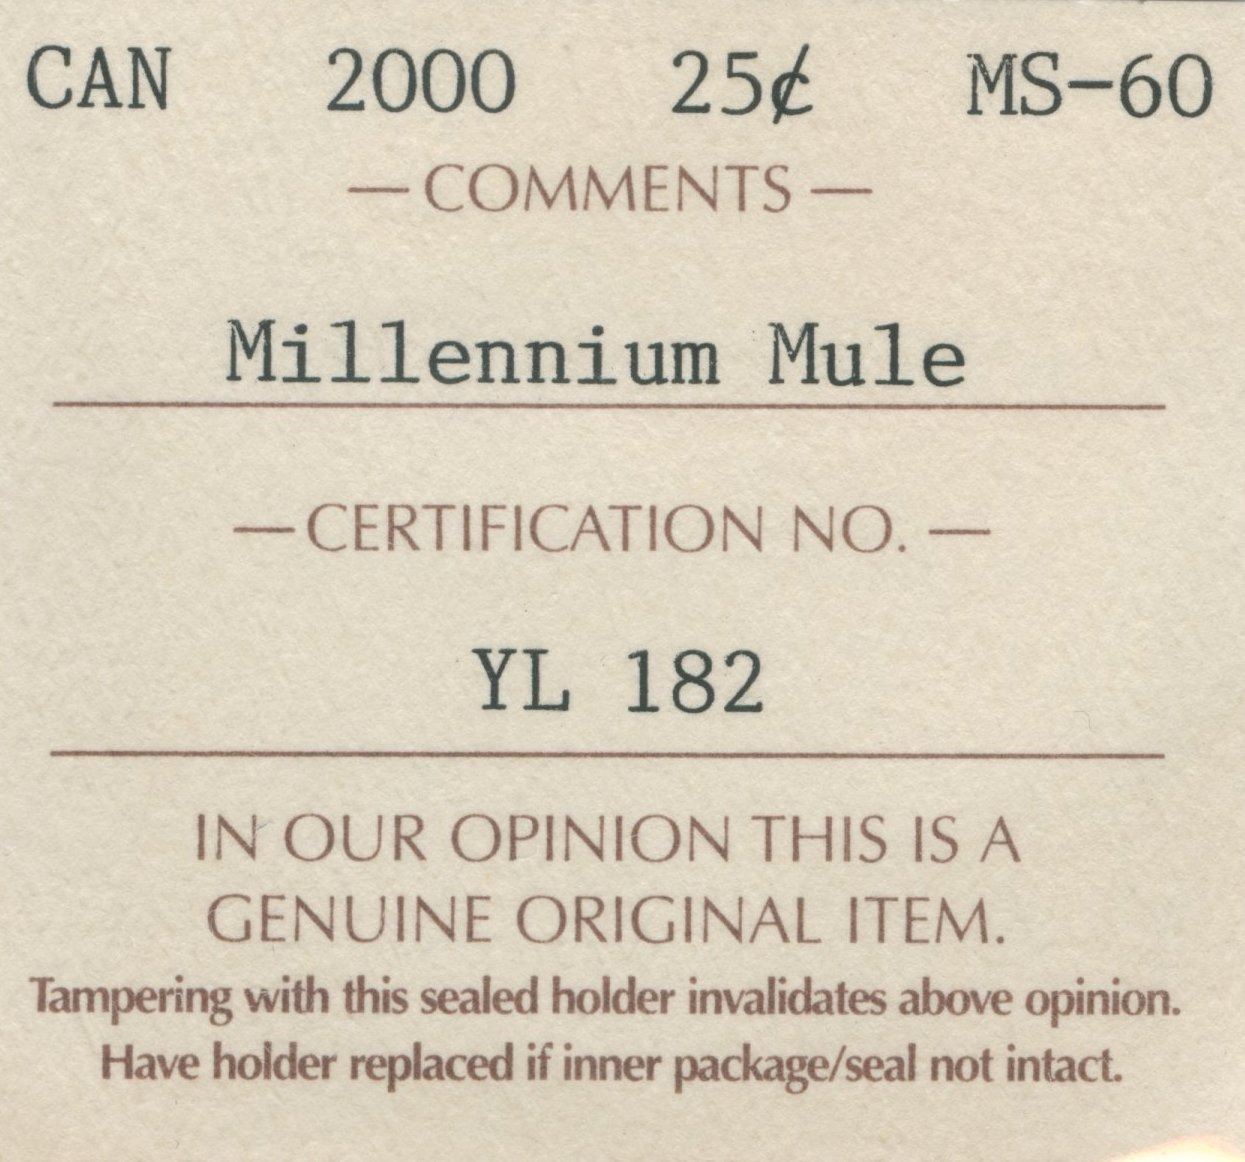 CAN 2000 25¢ MS-60
— COMMENTS —
Millennium Mule
— CERTIFICATION NO. —
YL 182
IN OUR OPINION THIS IS A
GENUINE ORIGINAL ITEM.
Tampering with this sealed holder invalidates above opinion.
Have holder replaced if inner package/seal not intact.